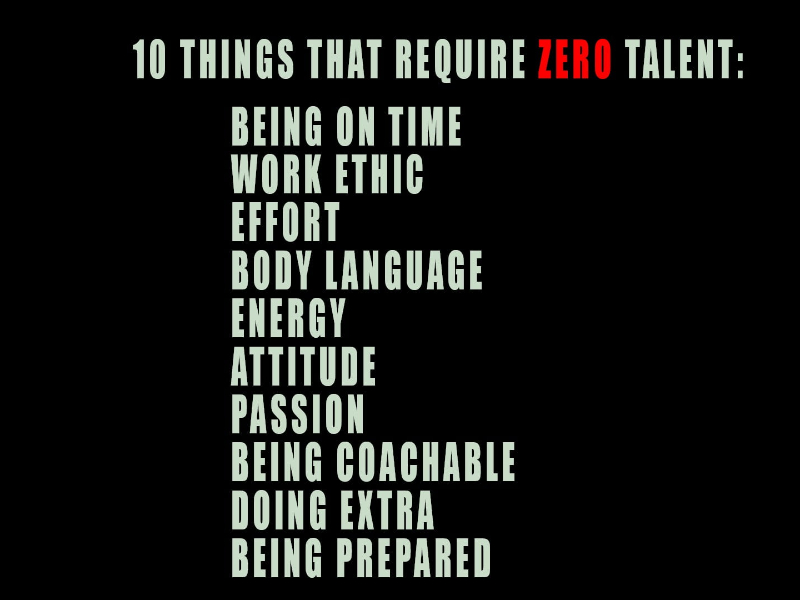 10 THINGS THAT REQUIRE ZERO TALENT:
BEING ON TIME
WORK ETHIC
EFFORT
BODY LANGUAGE
ENERGY
ATTITUDE
PASSION
BEING COACHABLE
DOING EXTRA
BEING PREPARED